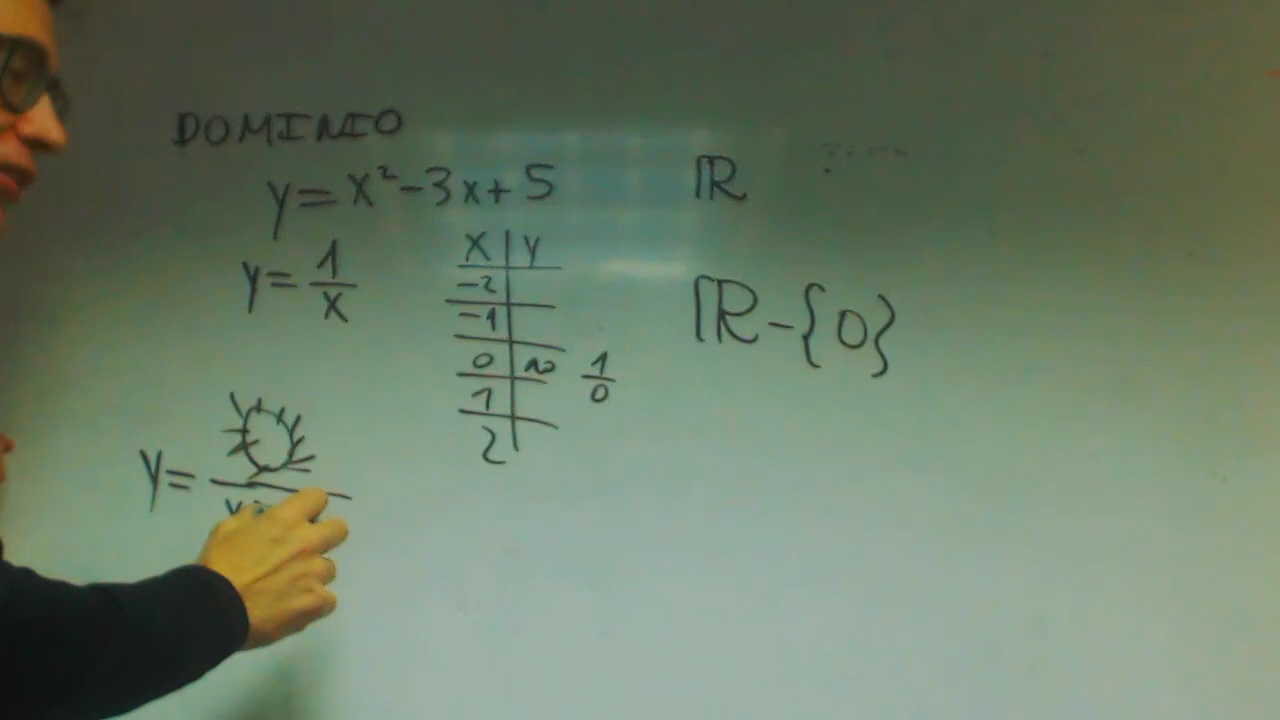 DOMINIO
y = x² - 3x + 5 ℝ
y = 1/x ℝ - {0}
x | y
-2
-1
0 | no 1/0
1
2
y =